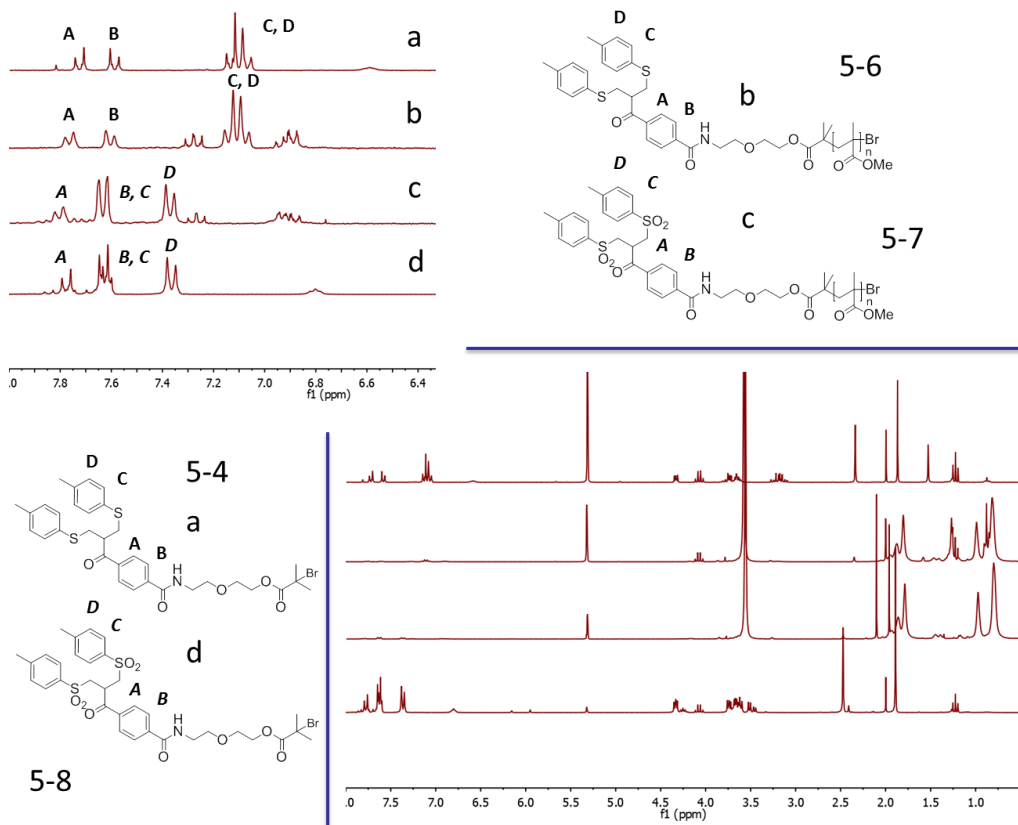 A B C, D a
A B C, D b
A B, C D c
A B, C D d
.0 7.8 7.6 7.4 7.2 7.0 6.8 6.6 6.4
f1 (ppm)
D
C
5-6
S
S
A B b
O
H
N
O
O
O
O
Br
n
O
OMe
D
C
SO2
C
5-7
S
O2
A
B
O
H
N
O
O
O
O
Br
n
O
OMe
D
C
5-4
S
a
S
A B
O
H
N
O
O
O
O
Br
D
C
SO2
d
S
O2
A
B
O
H
N
O
O
O
O
Br
5-8
.0 7.5 7.0 6.5 6.0 5.5 5.0 4.5 4.0 3.5 3.0 2.5 2.0 1.5 1.0
f1 (ppm)